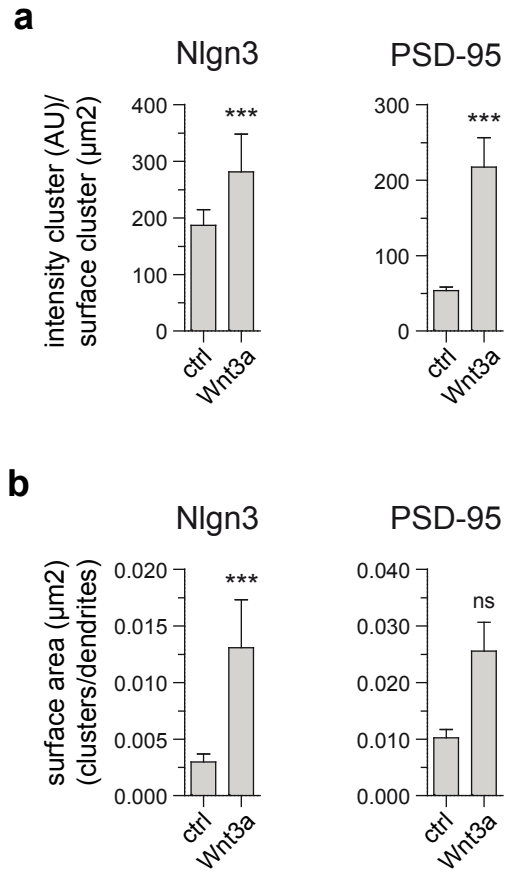 a
Nlgn3
PSD-95
intensity cluster (AU)/
surface cluster (µm2)
400
300
200
100
0
***
ctrl
Wnt3a
300
200
100
0
***
ctrl
Wnt3a
b
Nlgn3
PSD-95
surface area (µm2)
(clusters/dendrites)
0.020
0.015
0.010
0.005
0.000
***
ctrl
Wnt3a
0.040
0.030
0.020
0.010
0.000
ns
ctrl
Wnt3a